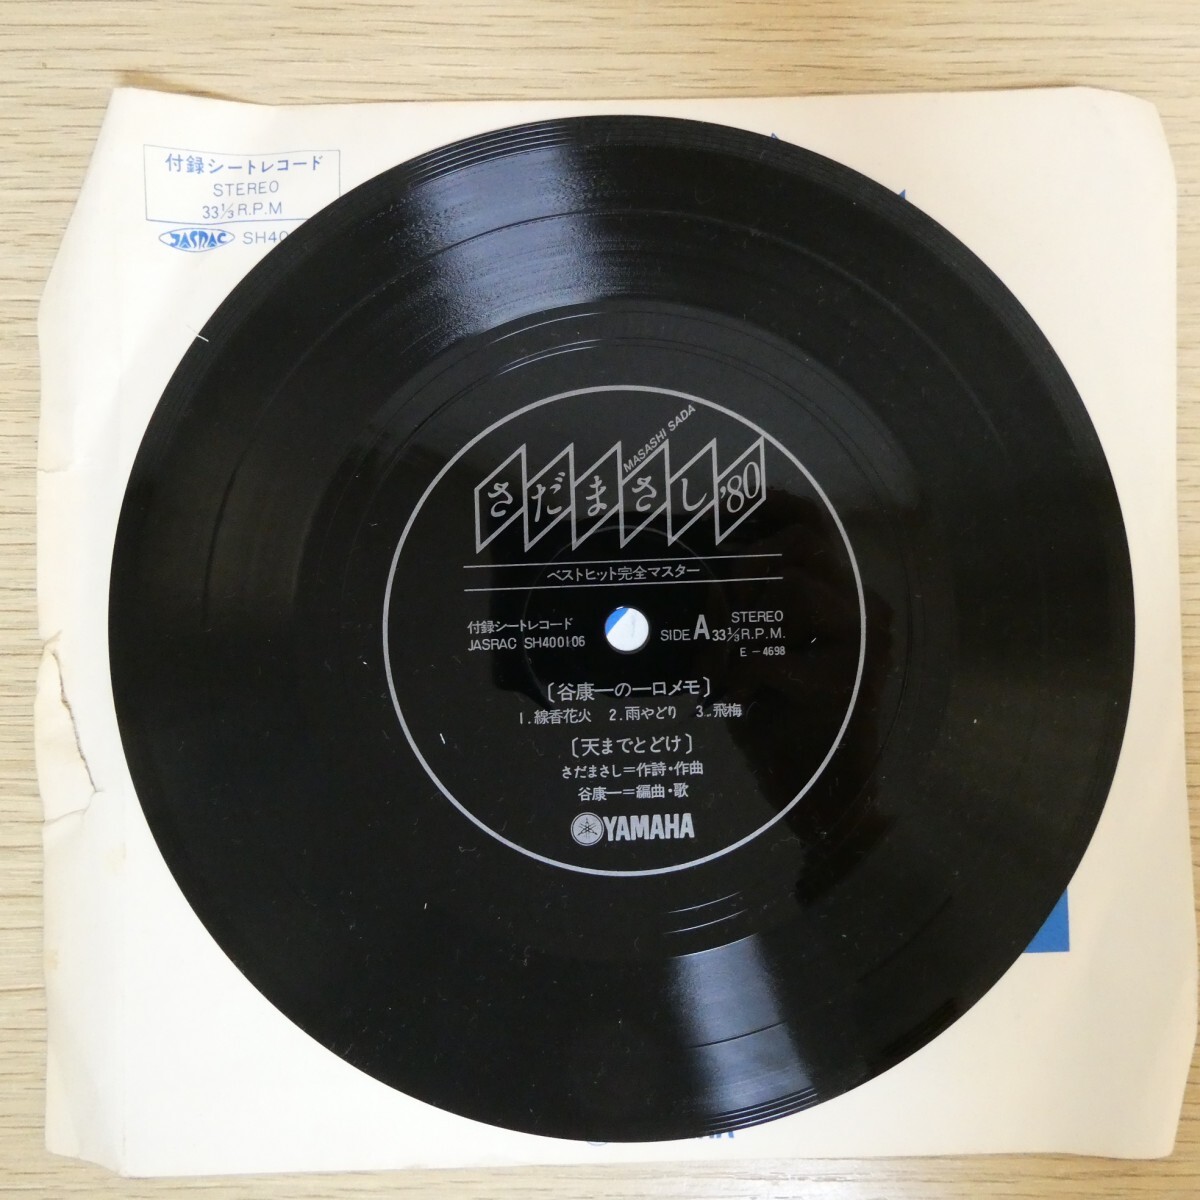 付録シートレコード
STEREO
33⅓ R.P.M
JASRAC SH40
MASASHI SADA
さだまさし '80
ベストヒット完全マスター
付録シートレコード
JASRAC SH400106
SIDE A
STEREO
33⅓ R.P.M.
E-4698
〔谷康一の一口メモ〕
1.線香花火 2.雨やどり 3.飛梅
〔天までとどけ〕
さだまさし=作詩・作曲
谷康一=編曲・歌
YAMAHA